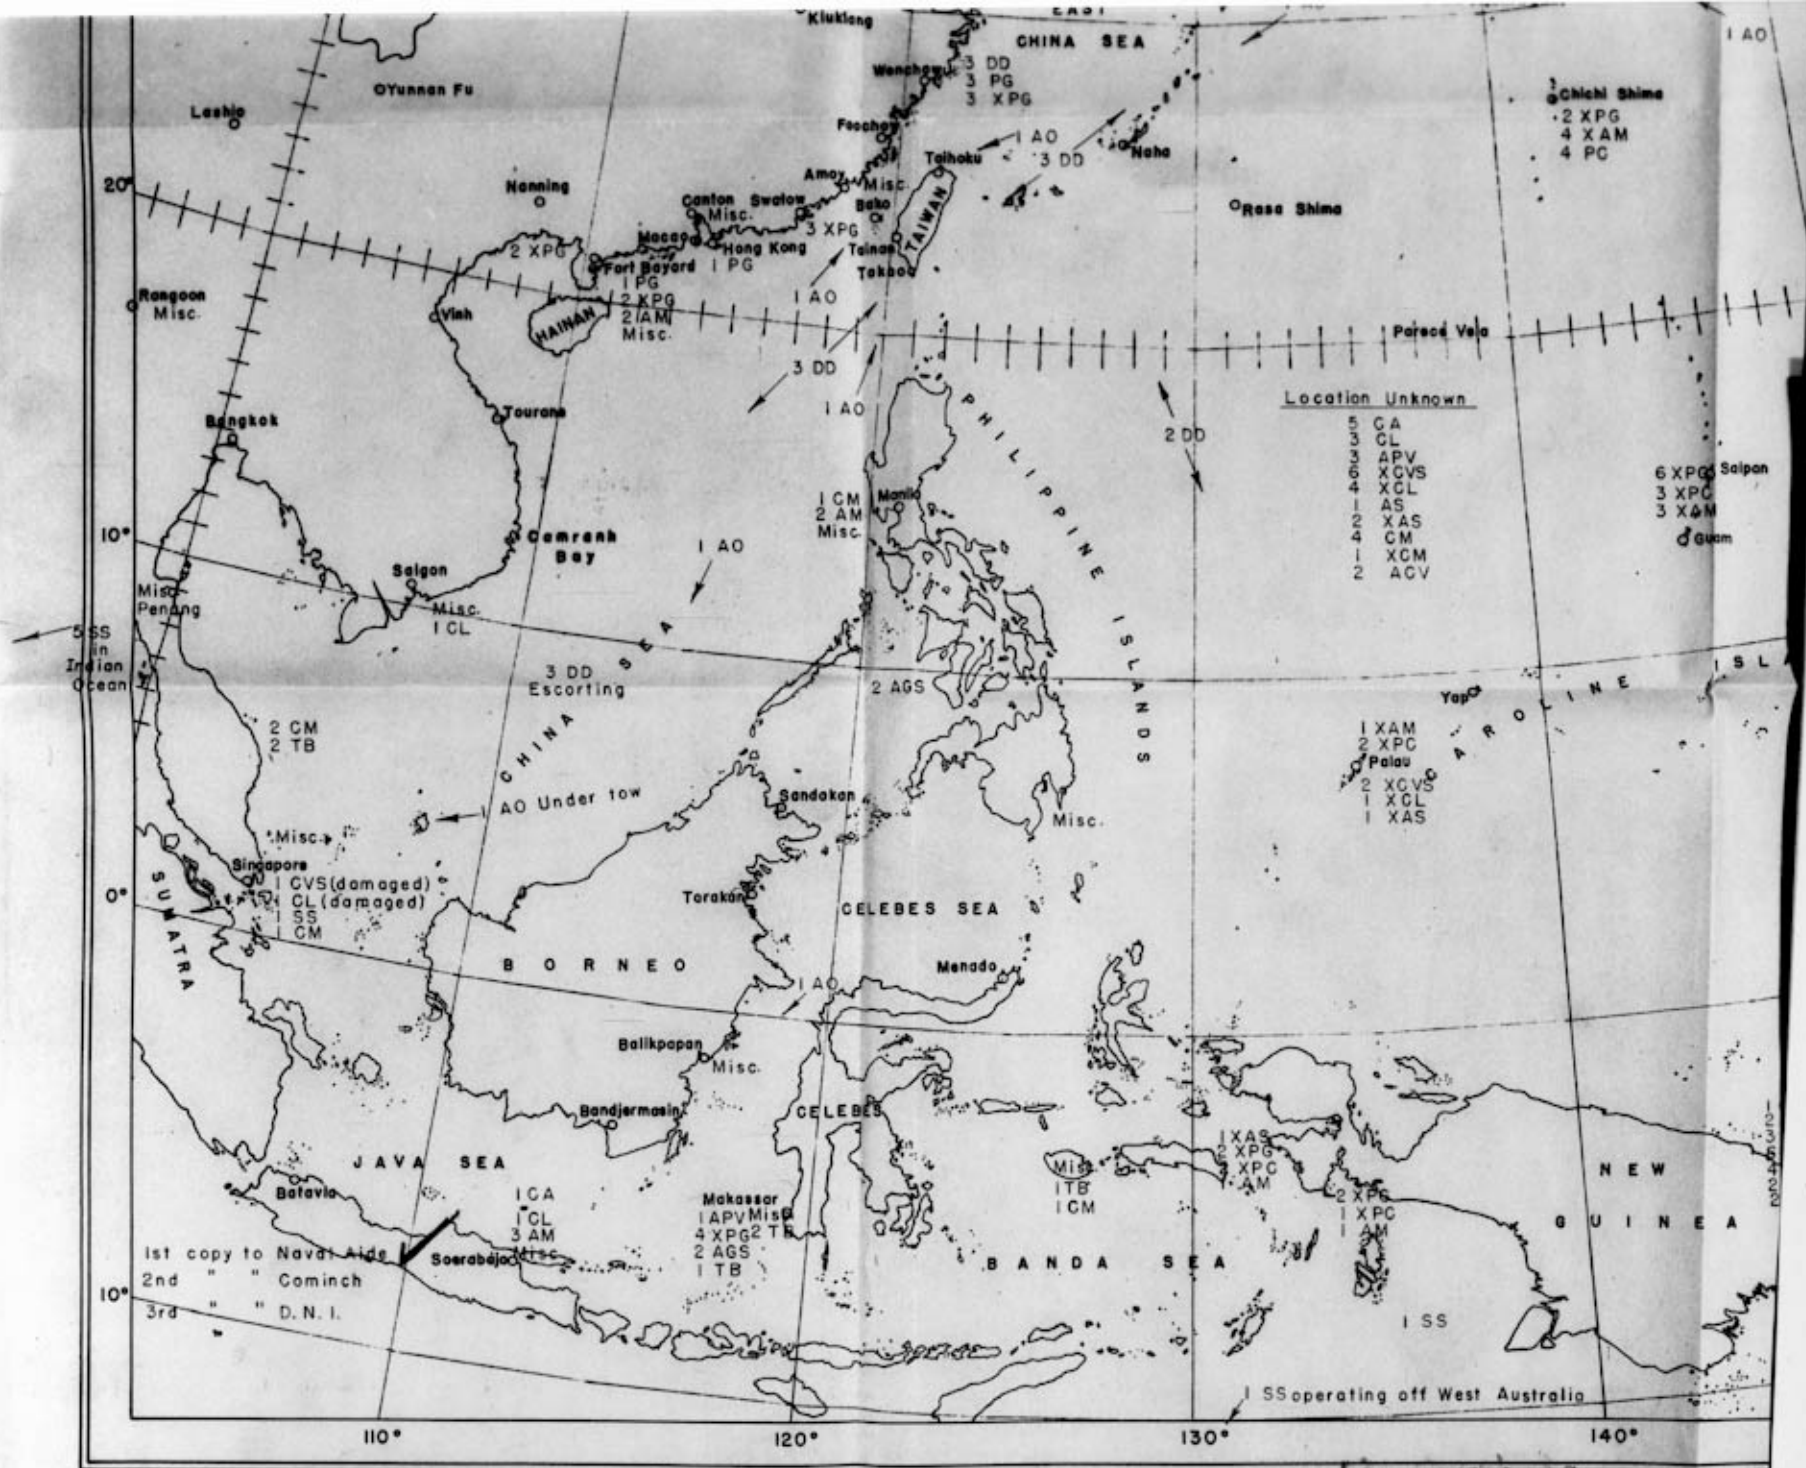 Kiukiang
EAST
CHINA SEA
1 AO
Wenchow
3 DD
3 PG
3 XPG
Yunnan Fu
Lashio
Chichi Shima
2 XPG
4 XAM
4 PC
Foochow
1 AO
3 DD
Naha
Taihoku
20°
Nanning
Amoy
Misc.
Canton
Misc.
Swatow
3 XPG
Bako
TAIWAN
Rasa Shima
Macao
Hong Kong
1 PG
Tainan
Takao
2 XPG
Fort Bayard
1 PG
2 XPG
2 AM
Misc.
HAINAN
1 AO
Rangoon
Misc.
Vinh
Parece Vela
3 DD
1 AO
PHILIPPINE ISLANDS
Location Unknown
5 CA
3 CL
3 APV
6 XCVS
4 XCL
1 AS
2 XAS
4 CM
1 XCM
2 ACV
2 DD
Bangkok
Tourane
6 XPG
Saipan
3 XPC
3 XAM
Guam
1 CM
2 AM
Misc.
Manila
10°
Camranh
Bay
1 AO
Saigon
Misc.
1 CL
Misc.
Penang
5 SS
in
Indian
Ocean
3 DD
Escorting
CHINA SEA
2 AGS
Yap
CAROLINE
ISL
1 XAM
2 XPC
Palau
2 XCVS
1 XCL
1 XAS
2 CM
2 TB
1 AO Under tow
Sandakan
Misc.
Misc.
Singapore
1 CVS (damaged)
1 CL (damaged)
1 SS
1 CM
SUMATRA
0°
Tarakan
CELEBES SEA
BORNEO
Menado
1 AO
Balikpapan
Misc.
Bandjermasin
CELEBES
JAVA SEA
Batavia
1 CA
1 CL
3 AM
Misc.
Soerabaja
Makassar
1 APV Misc
4 XPG 2 TB
2 AGS
1 TB
Misc
1 TB
1 CM
1 XAS
2 XPG
XPC
AM
2 XPG
1 XPC
1 AM
NEW
GUINEA
BANDA SEA
1st copy to Naval Aide
2nd " " Cominch
3rd " " D.N.I.
10°
1 SS
1 SS operating off West Australia
110°
120°
130°
140°